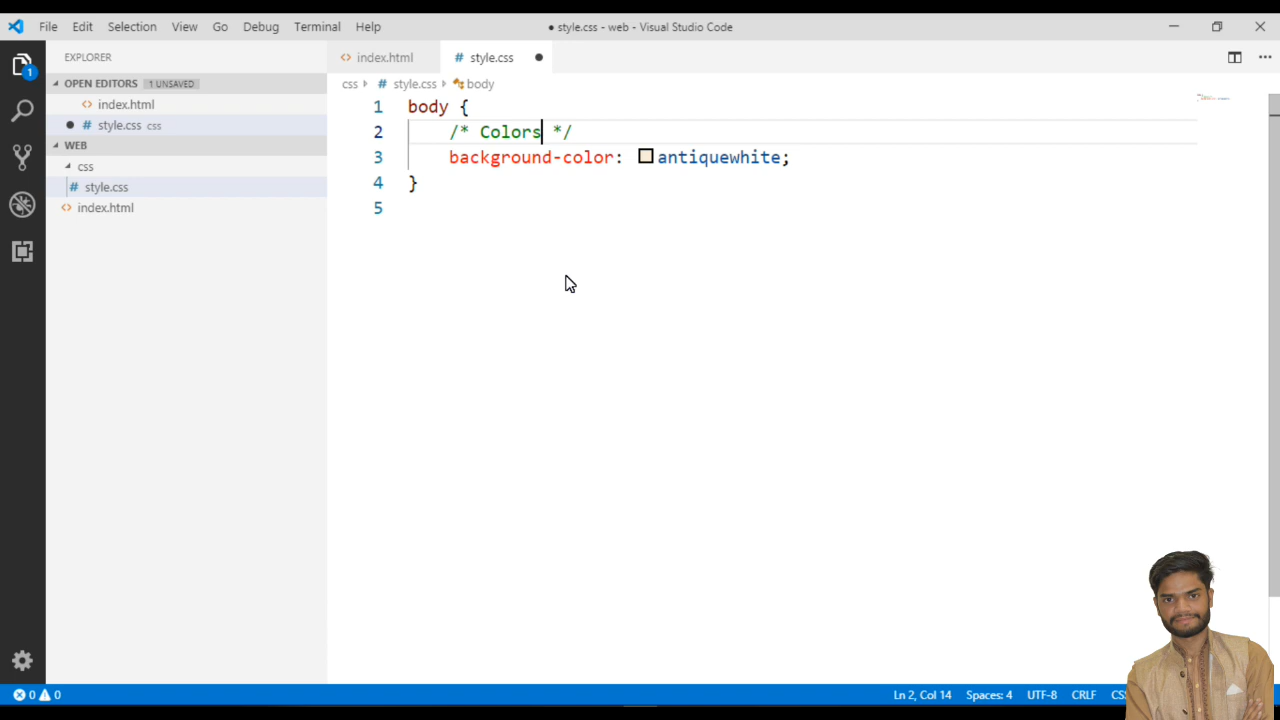 File Edit Selection View Go Debug Terminal Help ● style.css - web - Visual Studio Code
EXPLORER
OPEN EDITORS 1 UNSAVED
<> index.html
● # style.css css
WEB
css
# style.css
<> index.html
1
<> index.html # style.css ●
css # style.css body
1 body {
2 /* Colors */
3 background-color: antiquewhite;
4 }
5
0 0 Ln 2, Col 14 Spaces: 4 UTF-8 CRLF